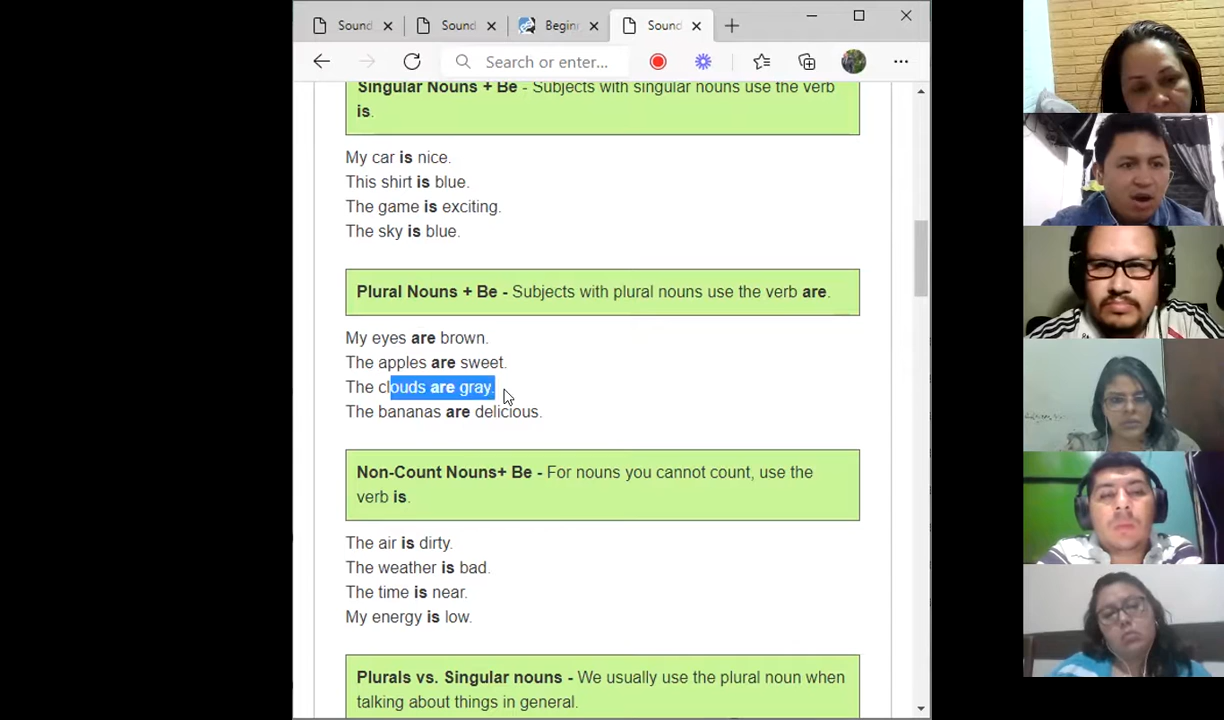 Sound
Sound
Beginn
Sound
Search or enter...
Singular Nouns + Be - Subjects with singular nouns use the verb
is.
My car is nice.
This shirt is blue.
The game is exciting.
The sky is blue.
Plural Nouns + Be - Subjects with plural nouns use the verb are.
My eyes are brown.
The apples are sweet.
The clouds are gray.
The bananas are delicious.
Non-Count Nouns+ Be - For nouns you cannot count, use the
verb is.
The air is dirty.
The weather is bad.
The time is near.
My energy is low.
Plurals vs. Singular nouns - We usually use the plural noun when
talking about things in general.